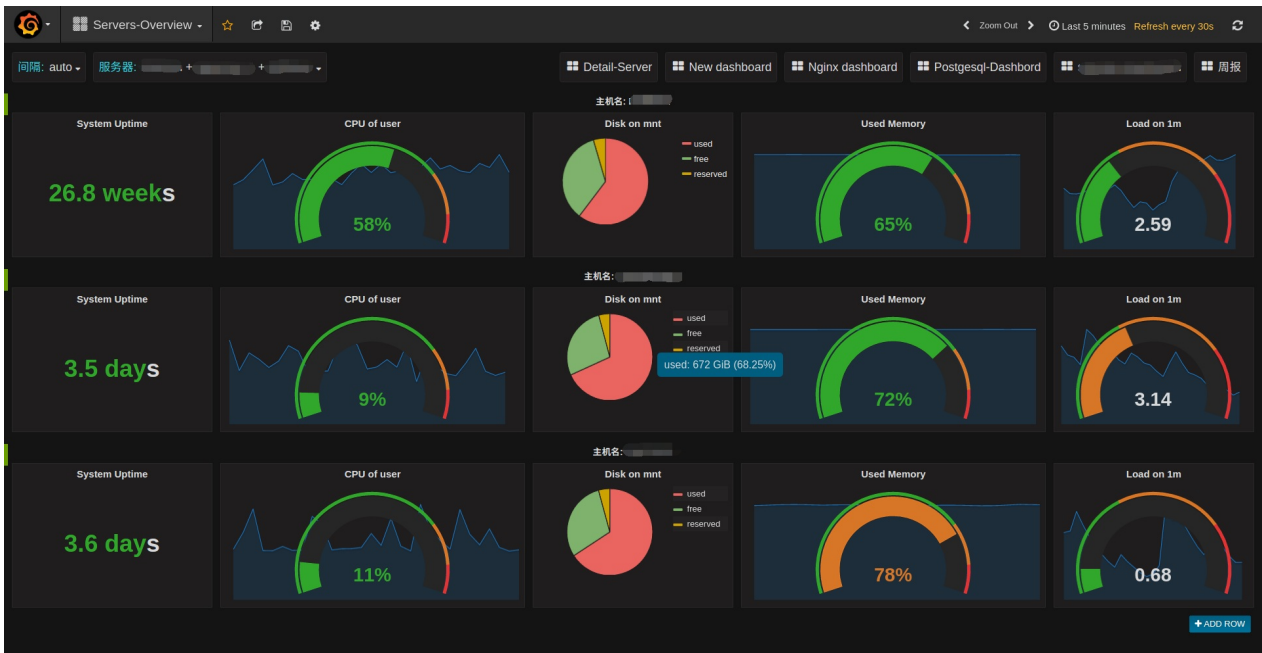 Servers-Overview
Zoom Out Last 5 minutes Refresh every 30s
间隔: auto 服务器: + + Detail-Server New dashboard Nginx dashboard Postgesql-Dashbord 周报
主机名:
System Uptime CPU of user Disk on mnt Used Memory Load on 1m
used
free
reserved
26.8 weeks 58% 65% 2.59
主机名:
System Uptime CPU of user Disk on mnt Used Memory Load on 1m
used
free
reserved
used: 672 GiB (68.25%)
3.5 days 9% 72% 3.14
主机名:
System Uptime CPU of user Disk on mnt Used Memory Load on 1m
used
free
reserved
3.6 days 11% 78% 0.68
ADD ROW